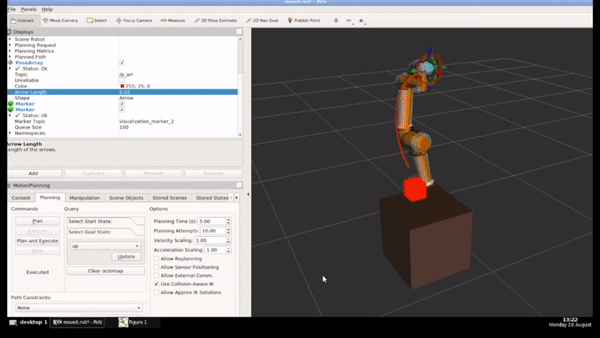 moveit.rviz* - RViz
File Panels Help
Interact Move Camera Select Focus Camera Measure 2D Pose Estimate 2D Nav Goal Publish Point
Displays
Scene Robot
Planning Request
Planning Metrics
Planned Path
PoseArray
Status: Ok
Topic /p_arr
Unreliable
Color 255; 25; 0
Arrow Length 0.02
Shape Arrow
Marker
Marker
Status: Ok
Marker Topic visualization_marker_2
Queue Size 100
Namespaces
Arrow Length
Length of the arrows.
Add Duplicate Remove Rename
MotionPlanning
Context Planning Manipulation Scene Objects Stored Scenes Stored States
Commands Query Options
Plan Select Start State: Planning Time (s): 5.00
Execute Select Goal State: Planning Attempts: 10.00
Plan and Execute up Velocity Scaling: 1.00
Stop Update Acceleration Scaling: 1.00
Clear octomap Allow Replanning
Executed Allow Sensor Positioning
Allow External Comm.
Use Collision-Aware IK
Allow Approx IK Solutions
Path Constraints
None
desktop 1 moveit.rviz* - RViz Figure 1 13:22
Monday 16 August